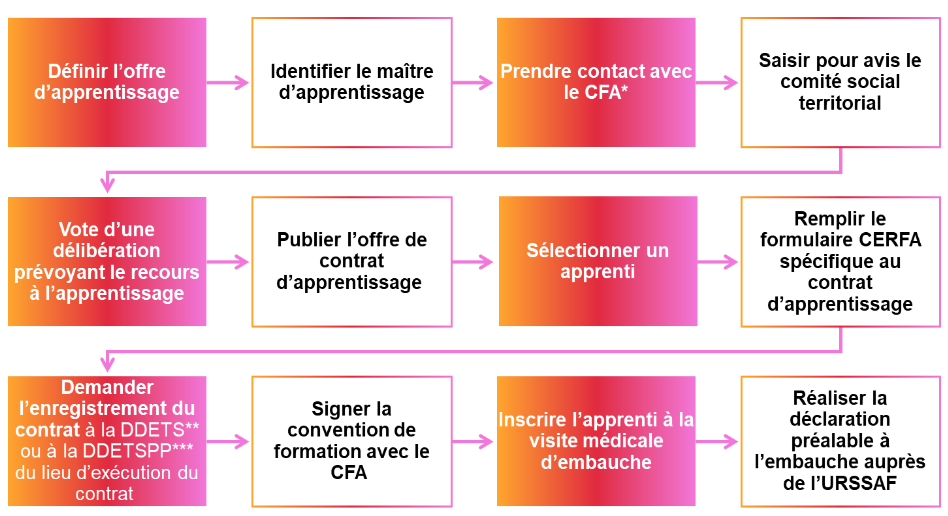 Définir l’offre
d’apprentissage
Identifier le maître
d’apprentissage
Prendre contact avec
le CFA*
Saisir pour avis le
comité social
territorial
Vote d’une
délibération
prévoyant le recours
à l’apprentissage
Publier l’offre de
contrat
d’apprentissage
Sélectionner un
apprenti
Remplir le
formulaire CERFA
spécifique au
contrat
d’apprentissage
Demander
l’enregistrement du
contrat à la DDETS**
ou à la DDETSPP***
du lieu d’exécution du
contrat
Signer la
convention de
formation avec le
CFA
Inscrire l’apprenti à la
visite médicale
d’embauche
Réaliser la
déclaration
préalable à
l’embauche auprès
de l’URSSAF